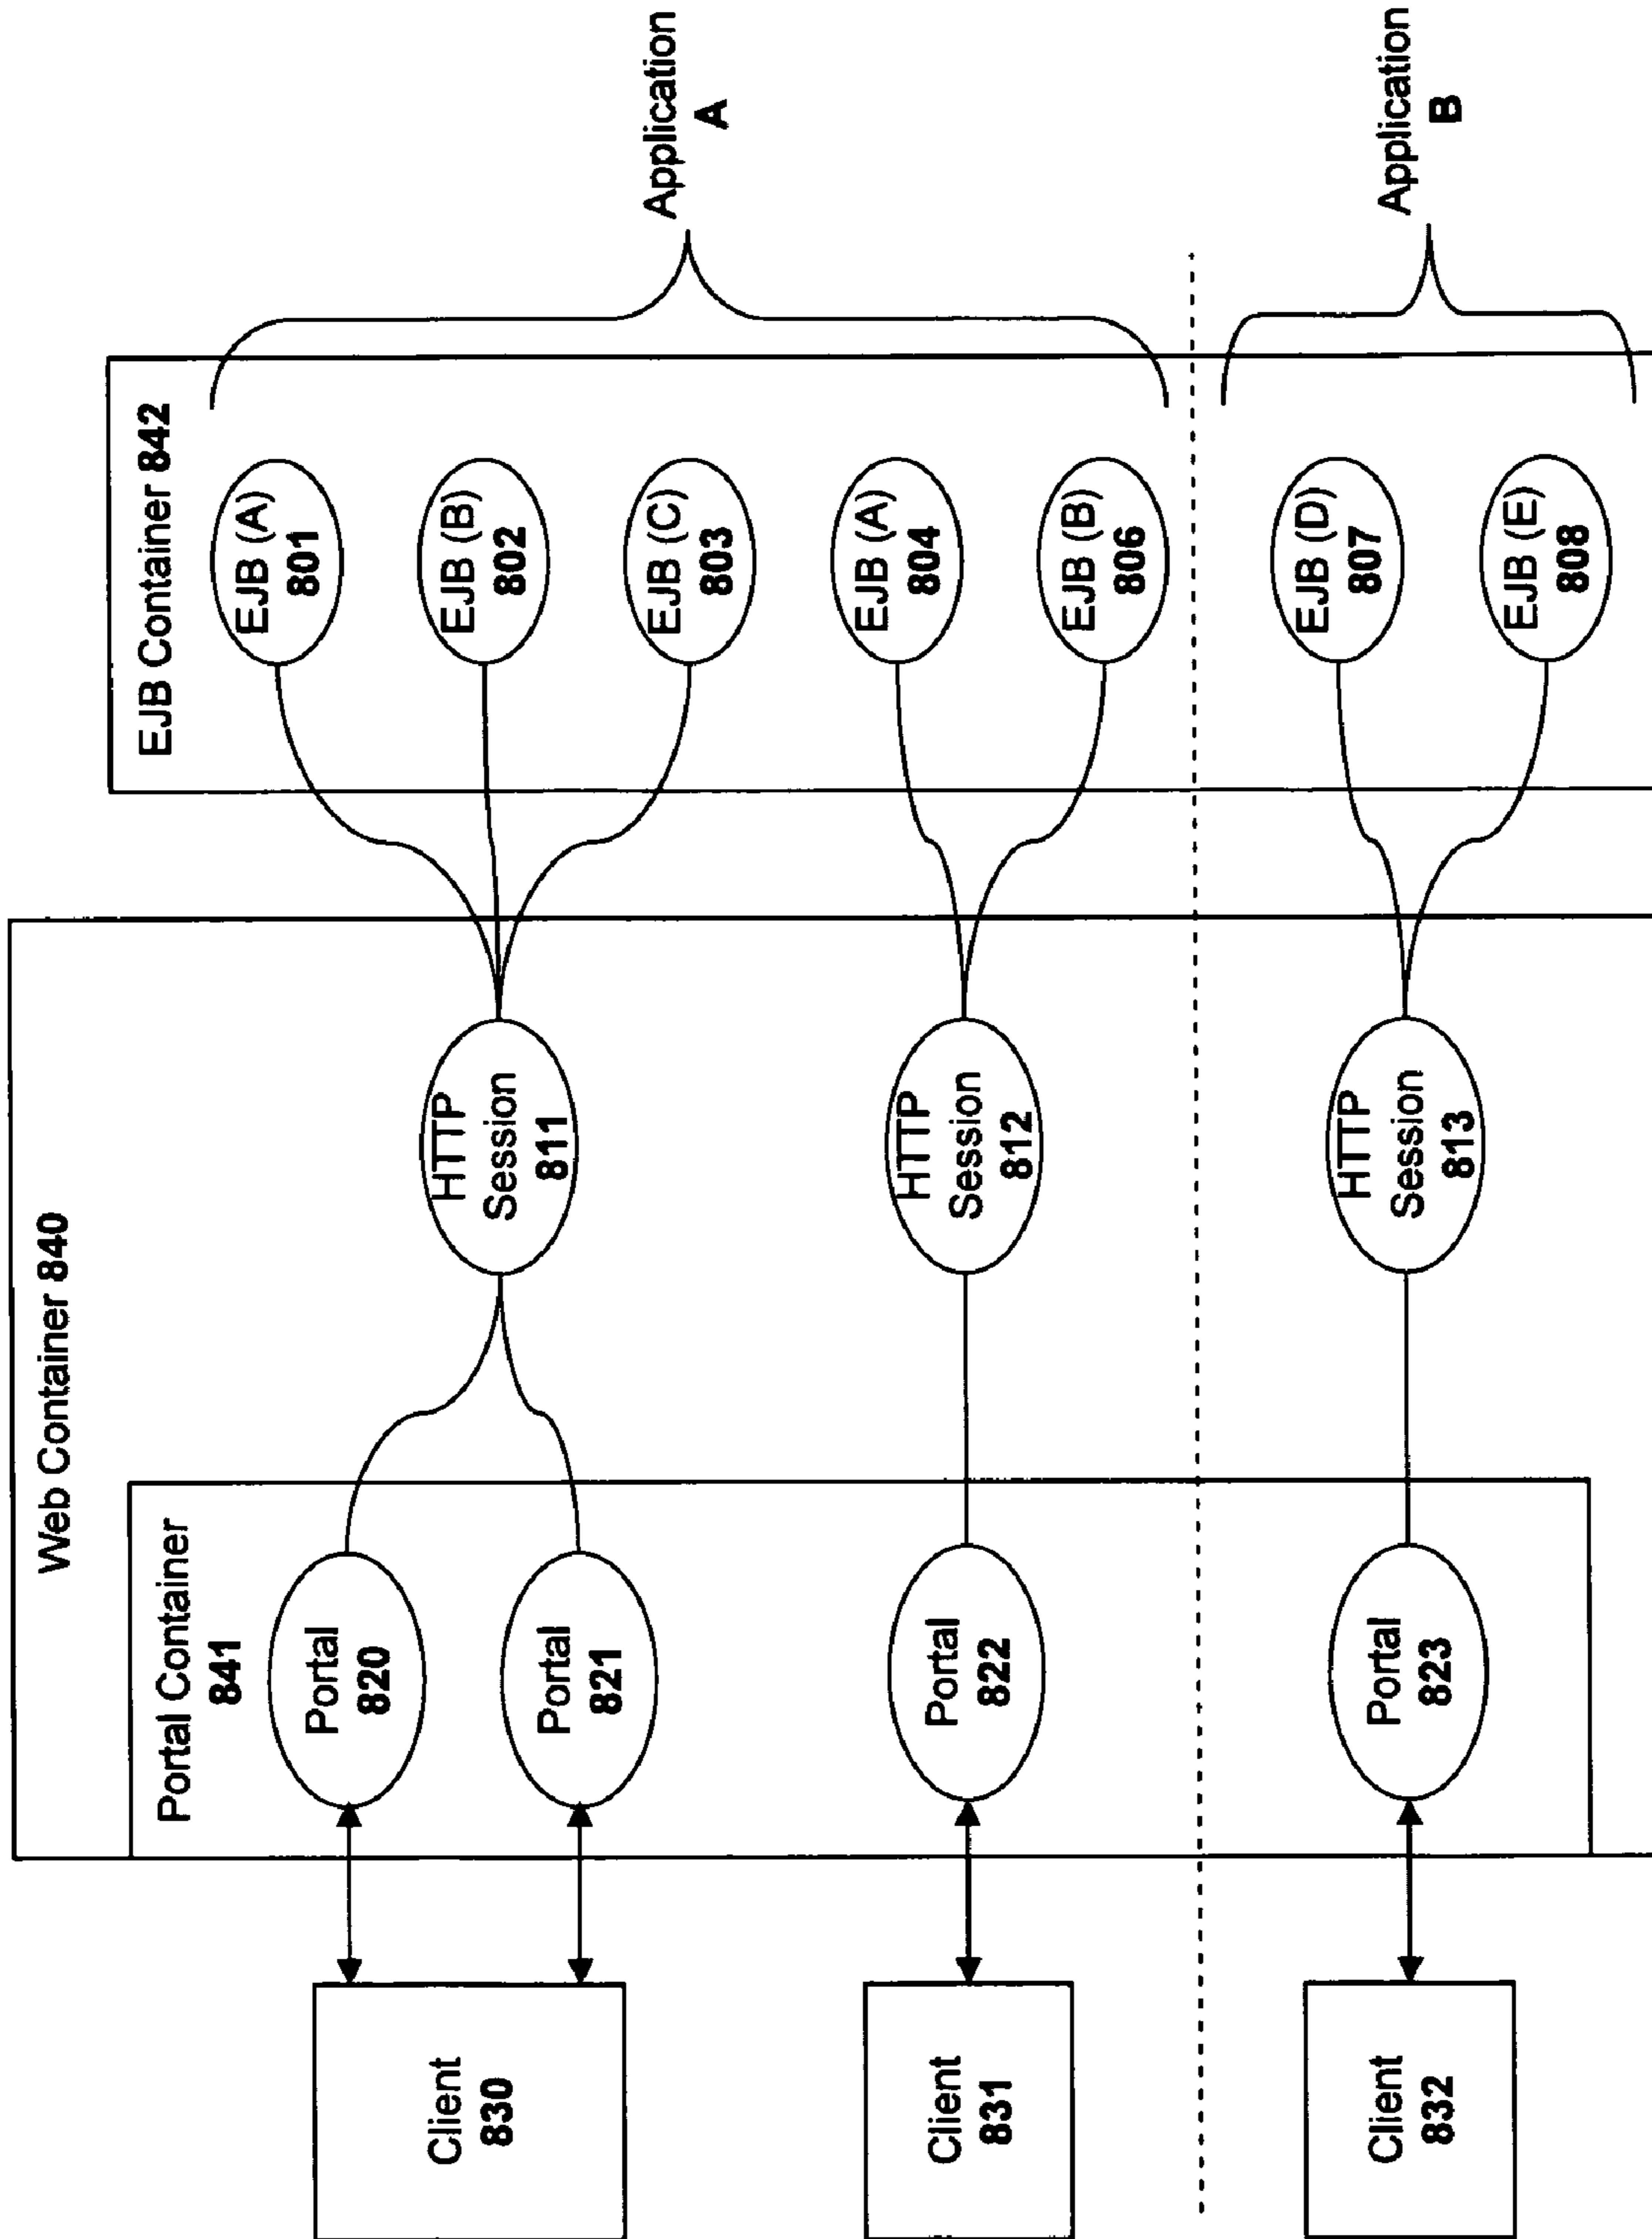 Web Container 840
EJB Container 842
Portal Container
841
Client
830
Portal
820
Portal
821
HTTP
Session
811
EJB (A)
801
EJB (B)
802
EJB (C)
803
Application
A
Client
831
Portal
822
HTTP
Session
812
EJB (A)
804
EJB (B)
806
Client
832
Portal
823
HTTP
Session
813
EJB (D)
807
EJB (E)
808
Application
B